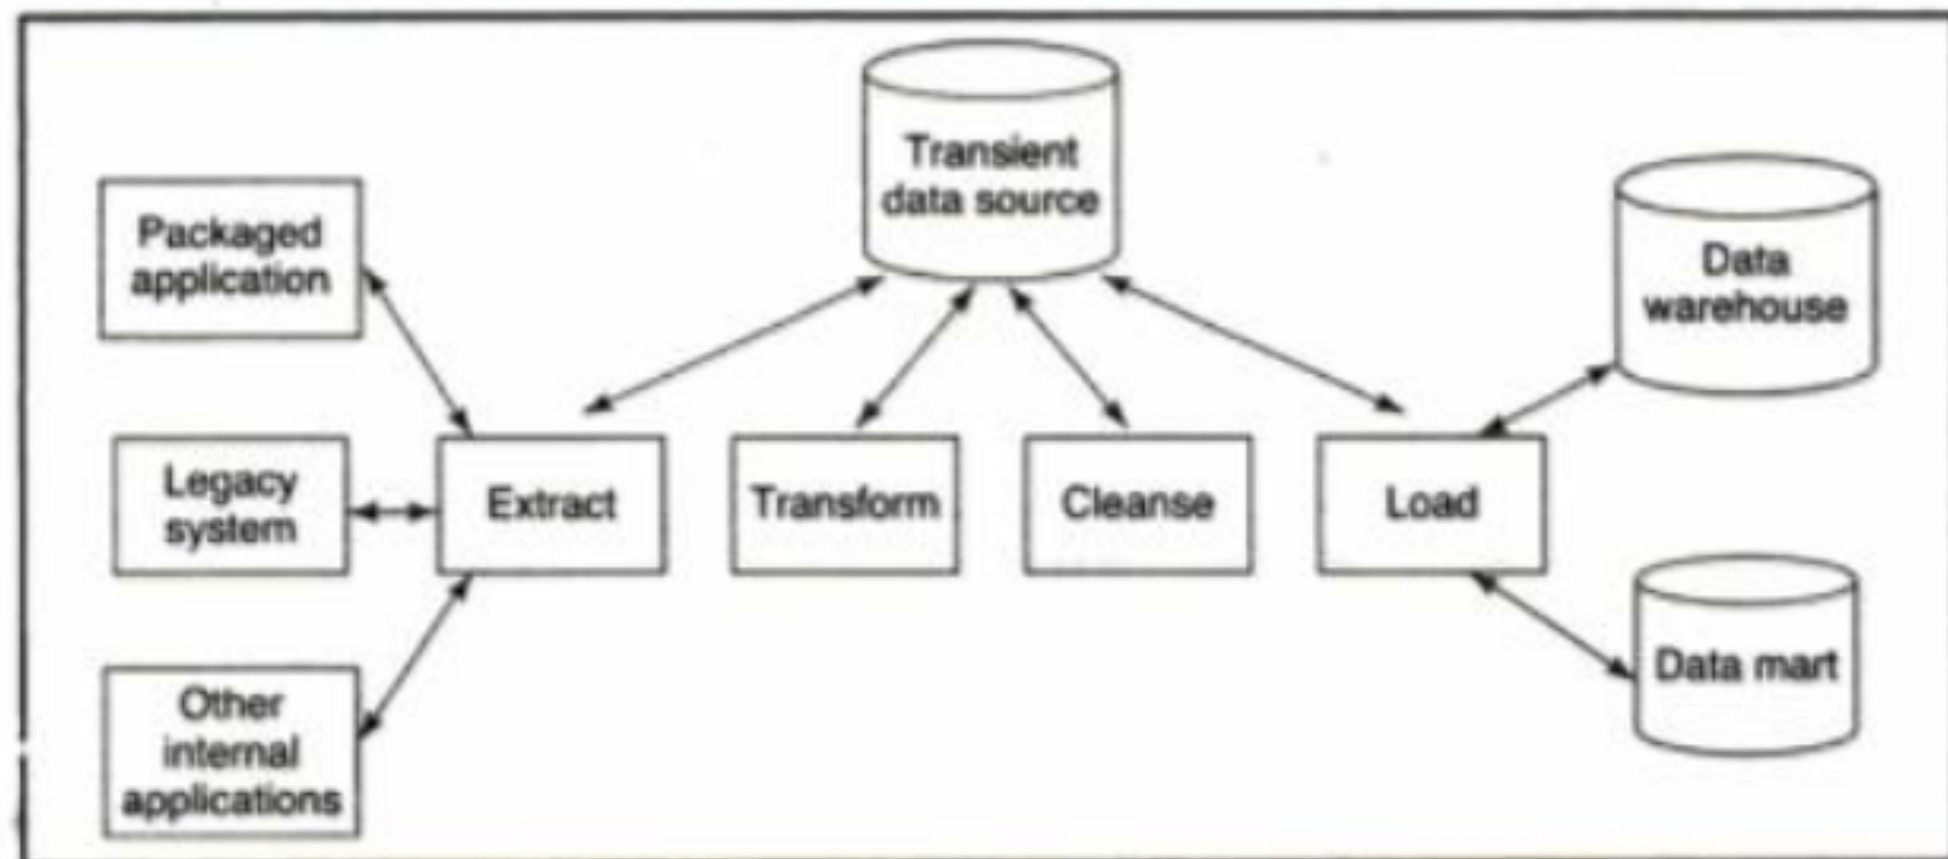 Transient
data source
Packaged
application
Data
warehouse
Legacy
system
Extract
Transform
Cleanse
Load
Other
internal
applications
Data mart